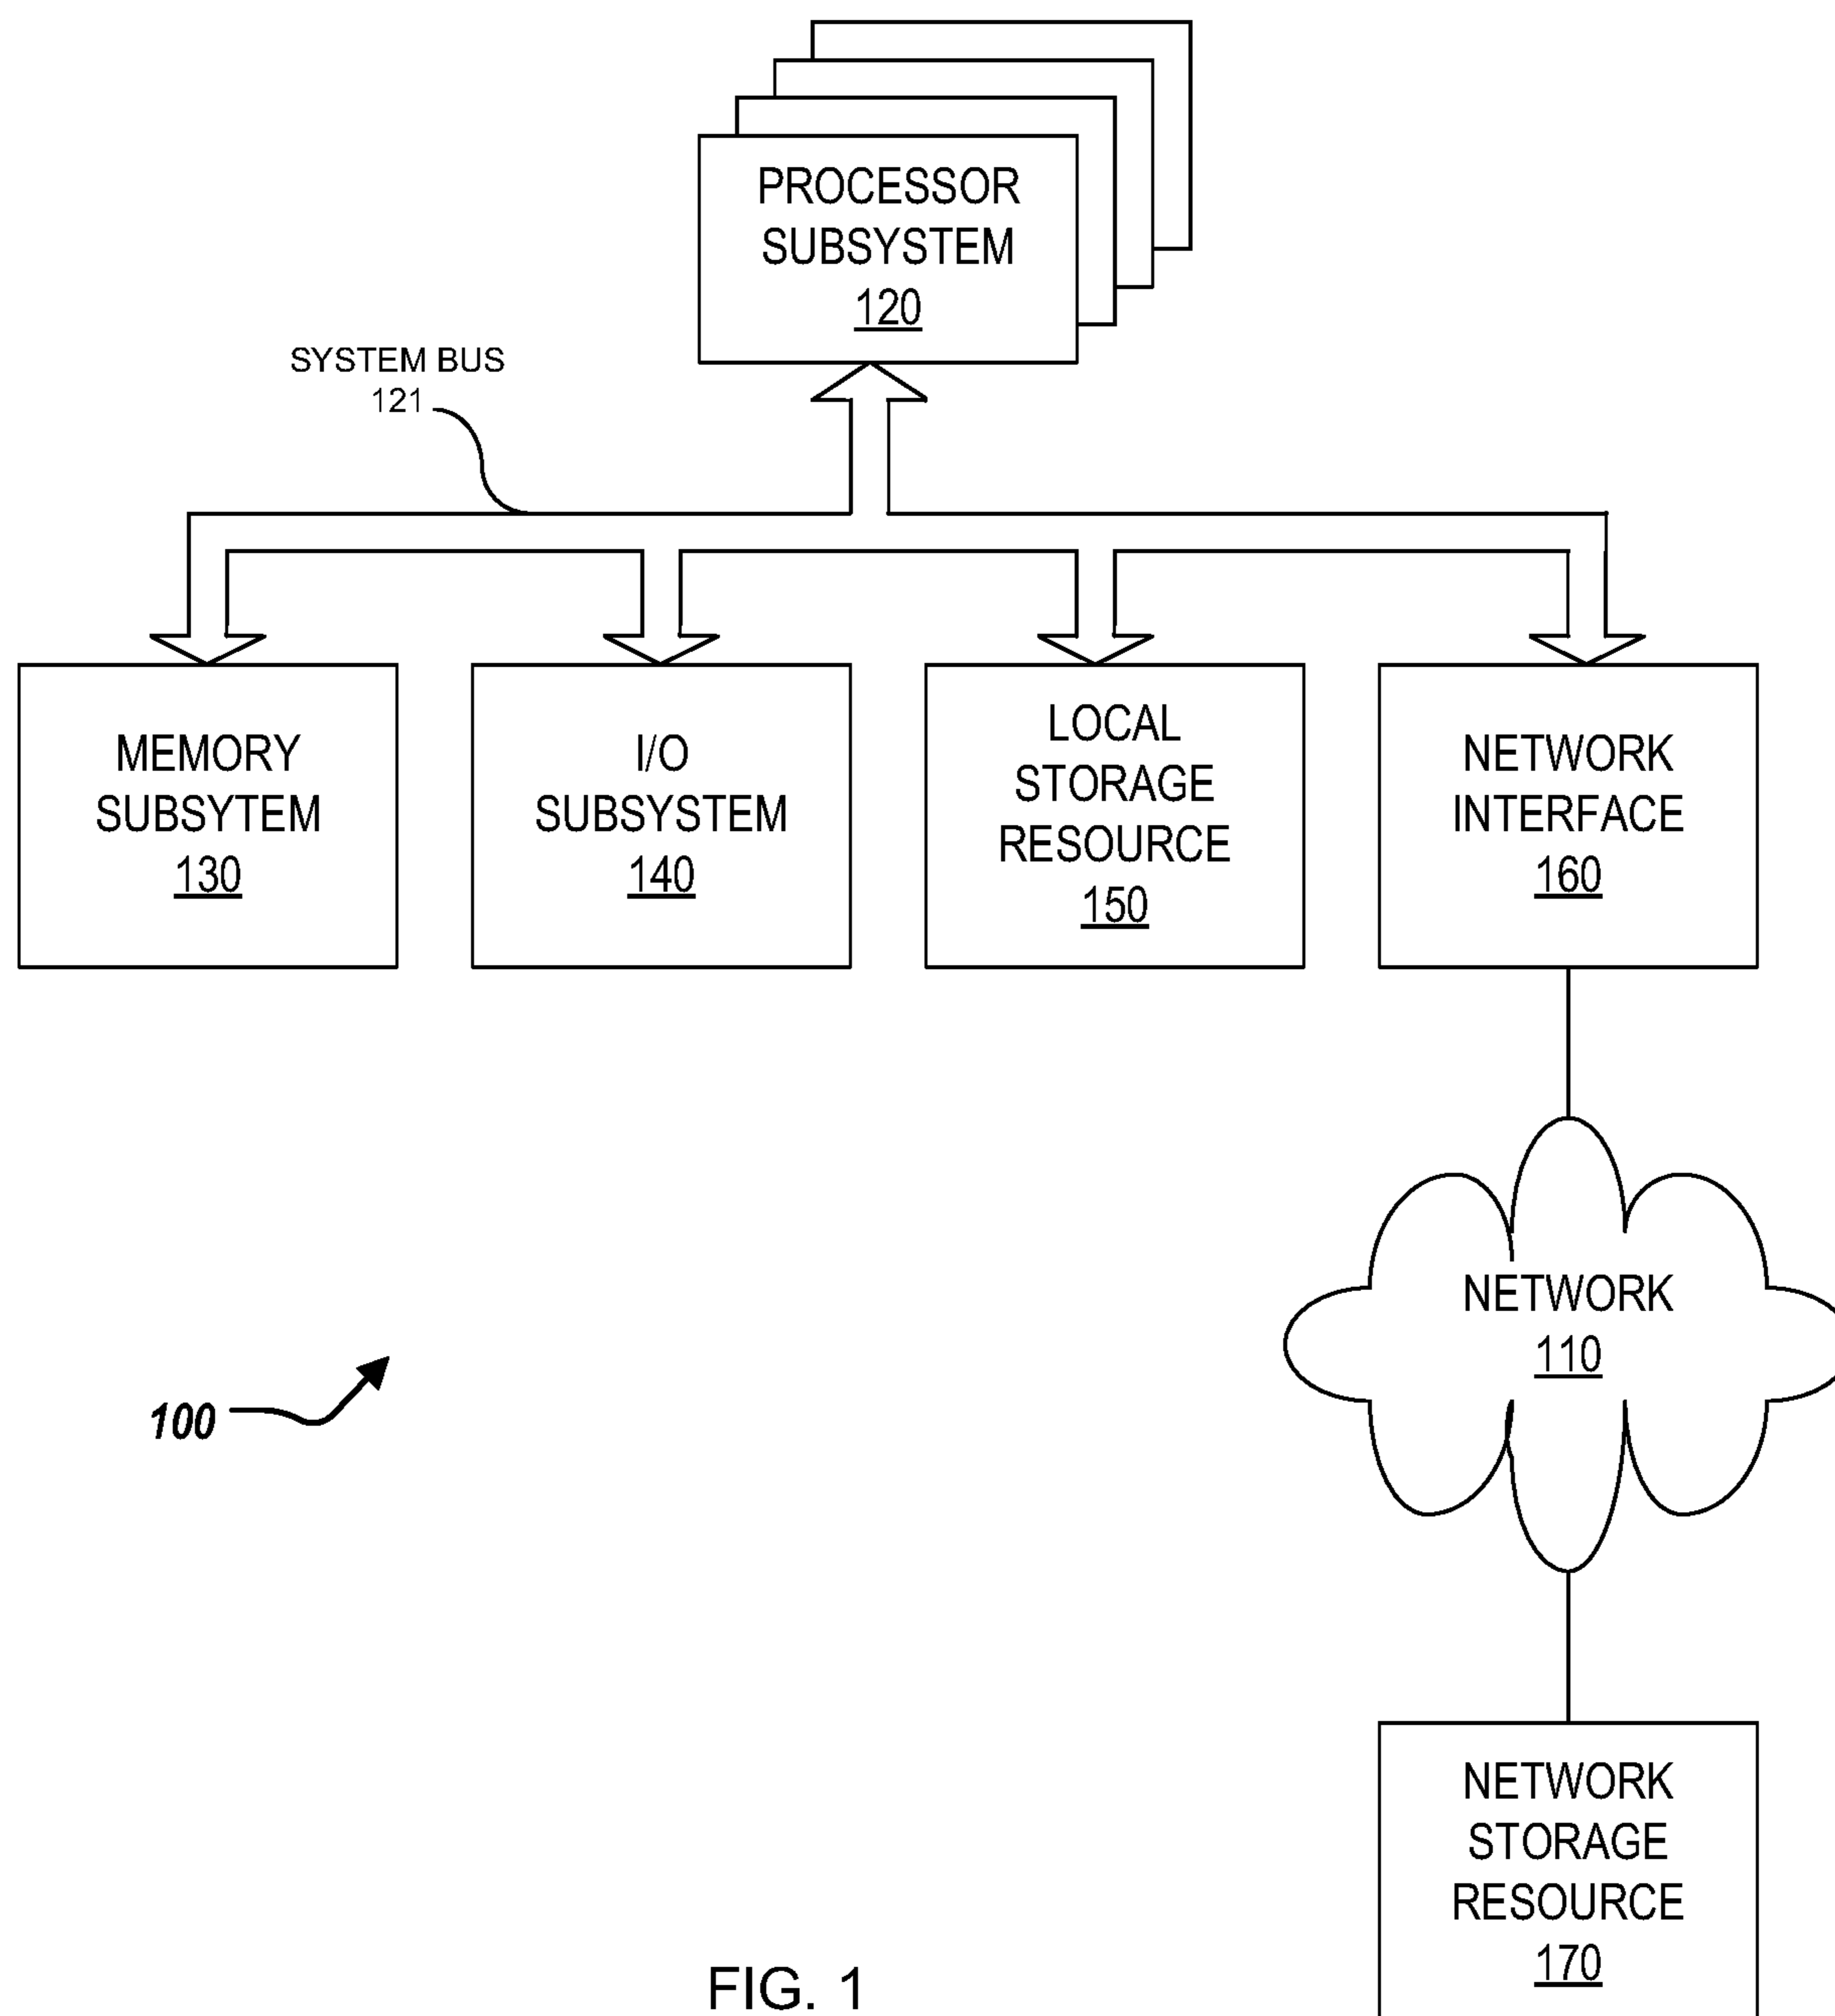 PROCESSOR
SUBSYSTEM
120
SYSTEM BUS
121
MEMORY
SUBSYTEM
130
I/O
SUBSYSTEM
140
LOCAL
STORAGE
RESOURCE
150
NETWORK
INTERFACE
160
NETWORK
110
100
NETWORK
STORAGE
RESOURCE
170
FIG. 1